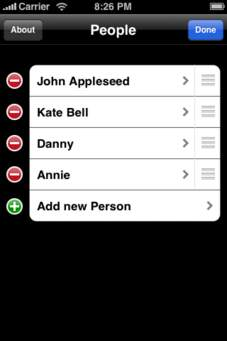 Carrier 8:26 PM
About People Done
John Appleseed
Kate Bell
Danny
Annie
Add new Person